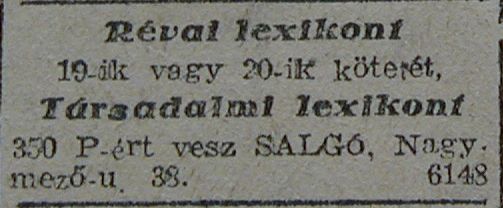 Révai lexikont
19-ik vagy 20-ik kötetét,
Társadalmi lexikont
350 P-ért vesz SALGÓ, Nagy-
mező-u. 38. 6148